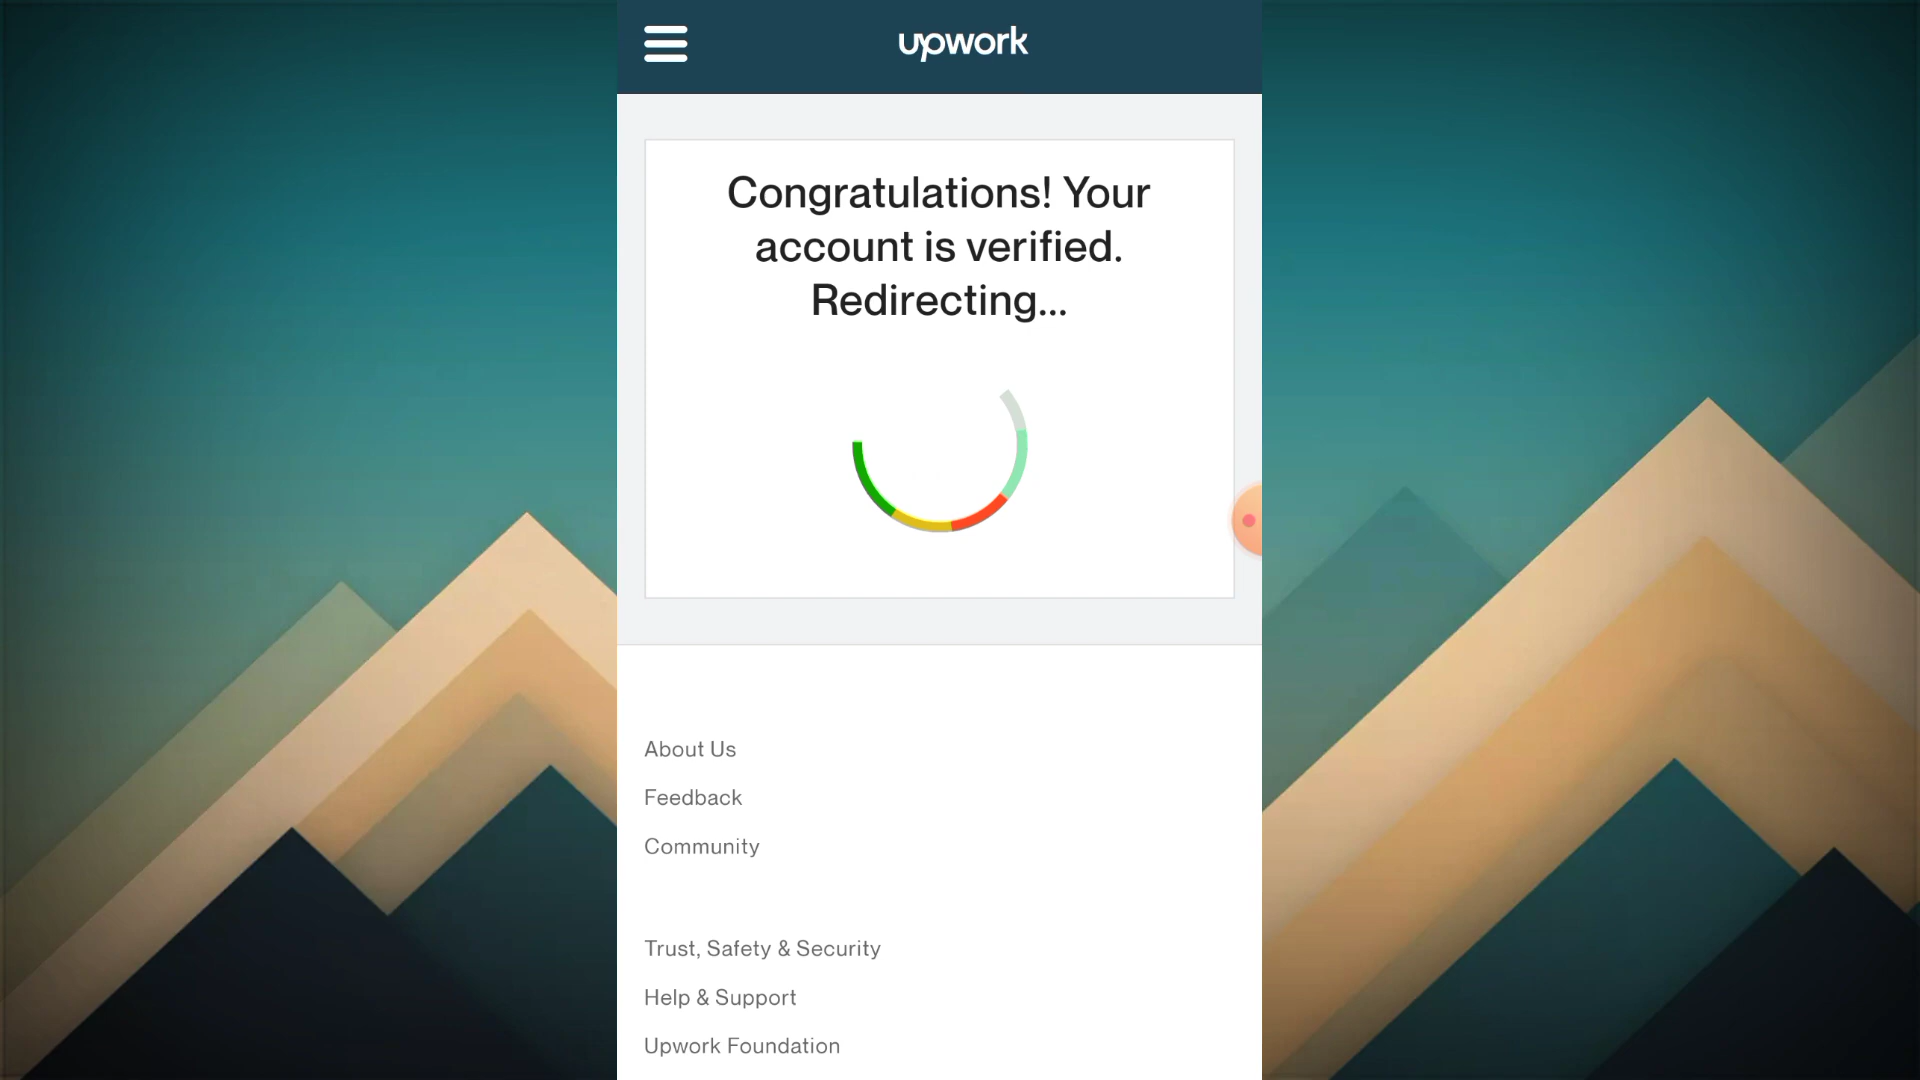 upwork
Congratulations! Your
account is verified.
Redirecting...
About Us
Feedback
Community
Trust, Safety & Security
Help & Support
Upwork Foundation